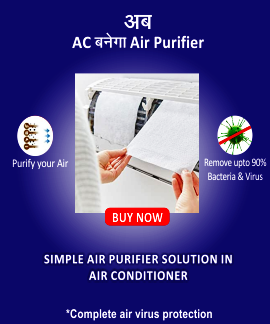 अब
AC बनेगा Air Purifier
Purify your Air
Remove upto 90%
Bacteria & Virus
BUY NOW
SIMPLE AIR PURIFIER SOLUTION IN
AIR CONDITIONER
*Complete air virus protection